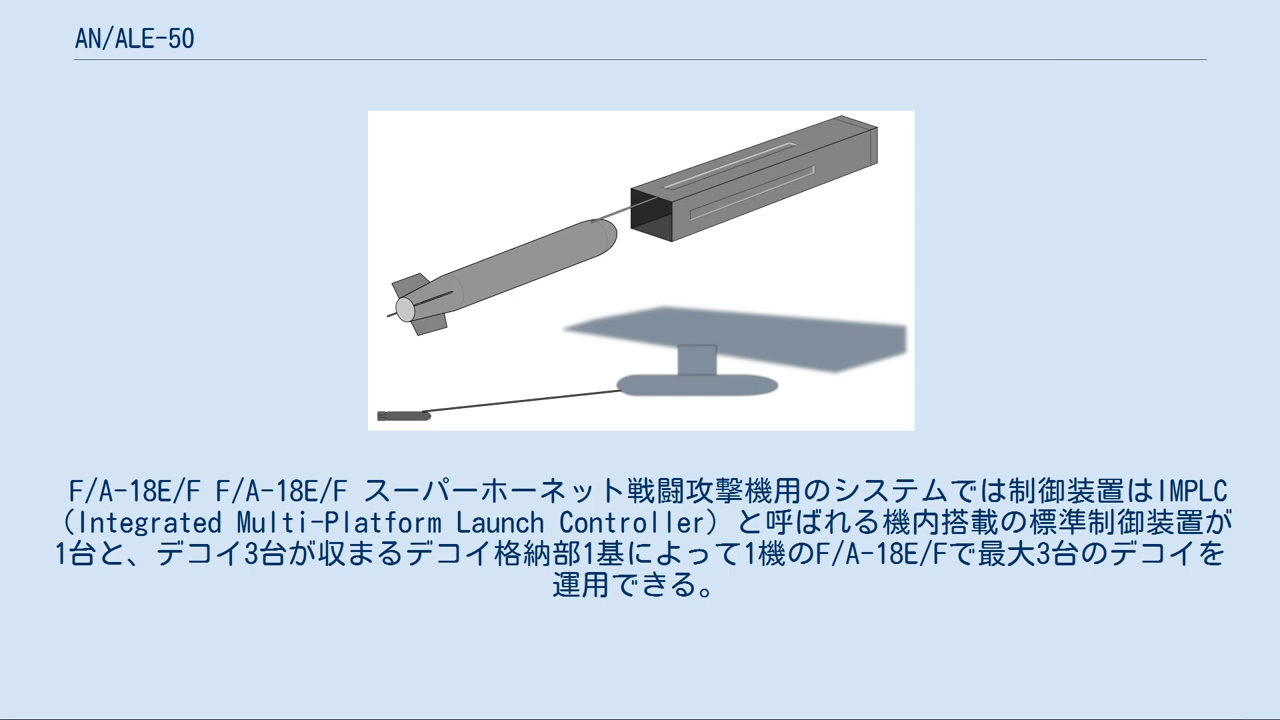 AN/ALE-50
F/A-18E/F F/A-18E/F スーパーホーネット戦闘攻撃機用のシステムでは制御装置はIMPLC
（Integrated Multi-Platform Launch Controller）と呼ばれる機内搭載の標準制御装置が
1台と、デコイ3台が収まるデコイ格納部1基によって1機のF/A-18E/Fで最大3台のデコイを
運用できる。